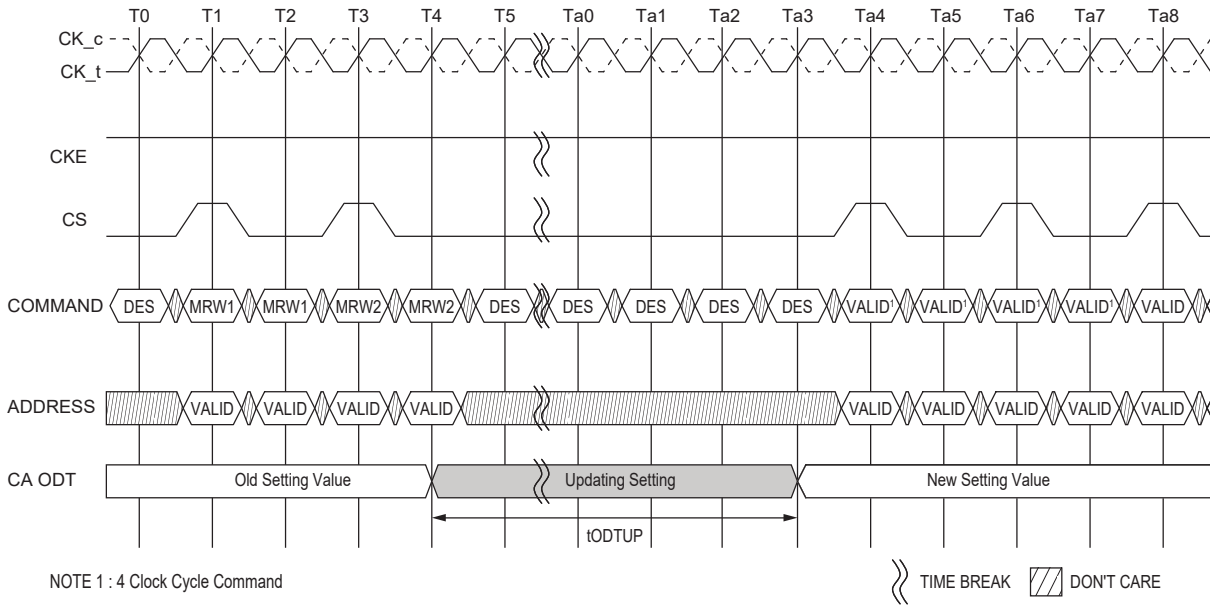 T0 T1 T2 T3 T4 T5 Ta0 Ta1 Ta2 Ta3 Ta4 Ta5 Ta6 Ta7 Ta8
CK_c
CK_t
CKE
CS
COMMAND DES MRW1 MRW1 MRW2 MRW2 DES DES DES DES DES VALID¹ VALID¹ VALID¹ VALID¹ VALID
ADDRESS VALID VALID VALID VALID VALID VALID VALID VALID VALID
CA ODT Old Setting Value Updating Setting New Setting Value
tODTUP
NOTE 1 : 4 Clock Cycle Command TIME BREAK DON'T CARE